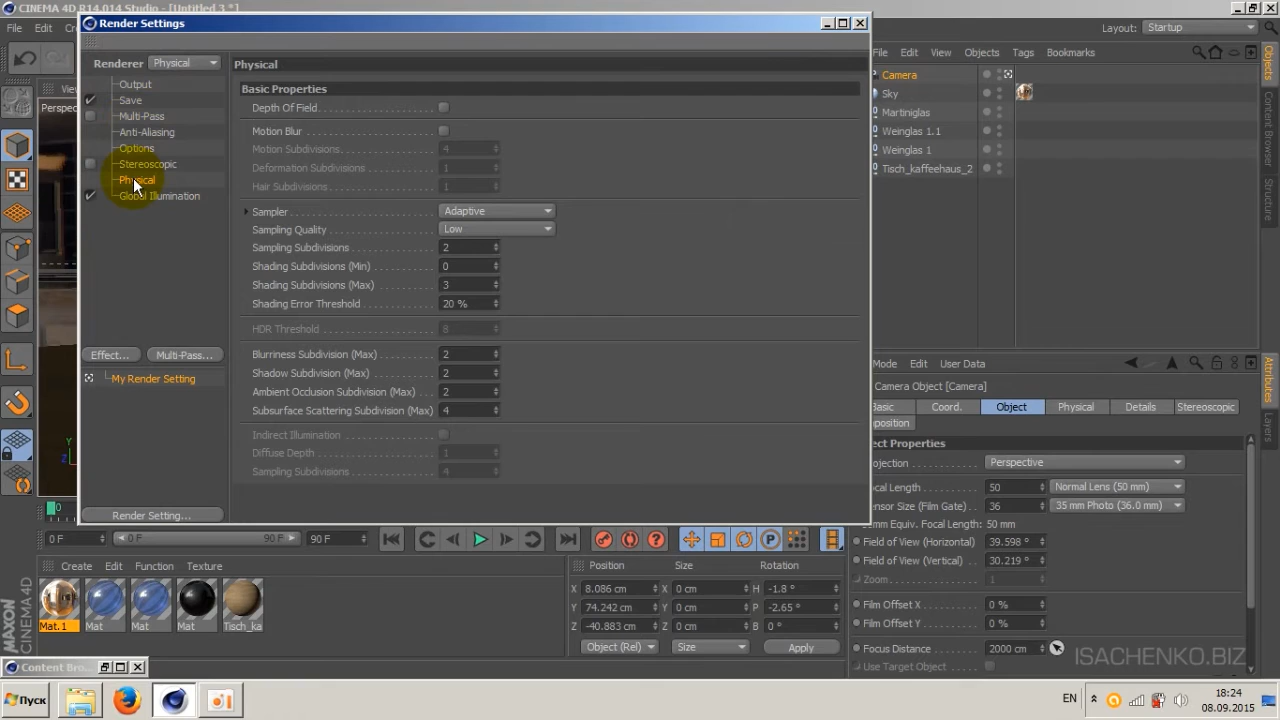 CINEMA 4D R14.014 Studio - [Untitled 3 *]
Render Settings
File
Layout: Startup
Renderer Physical
Output
Save
Multi-Pass
Anti-Aliasing
Options
Stereoscopic
Physical
Global Illumination
Effect... Multi-Pass...
My Render Setting
Render Setting...
Physical
Basic Properties
Depth Of Field
Motion Blur
Motion Subdivisions 4
Deformation Subdivisions 1
Hair Subdivisions 1
Sampler Adaptive
Sampling Quality Low
Sampling Subdivisions 2
Shading Subdivisions (Min) 0
Shading Subdivisions (Max) 3
Shading Error Threshold 20 %
HDR Threshold 8
Blurriness Subdivision (Max) 2
Shadow Subdivision (Max) 2
Ambient Occlusion Subdivision (Max) 2
Subsurface Scattering Subdivision (Max) 4
Indirect Illumination
Diffuse Depth 1
Sampling Subdivisions 4
Edit View Objects Tags Bookmarks
Camera
Sky
Martiniglas
Weinglas 1.1
Weinglas 1
Tisch_kaffeehaus_2
Objects
Content Browser
Structure
Mode Edit User Data
Camera Object [Camera]
Coord. Object Physical Details Stereoscopic
Projection Perspective
Focal Length 50 Normal Lens (50 mm)
Sensor Size (Film Gate) 36 35 mm Photo (36.0 mm)
Equiv. Focal Length: 50 mm
Field of View (Horizontal) 39.598 °
Field of View (Vertical) 30.219 °
Zoom 1
Film Offset X 0 %
Film Offset Y 0 %
Focus Distance 2000 cm
Use Target Object
Attributes
Layers
0
0 F 0 F 90 F 90 F
Create Edit Function Texture
Mat.1 Mat Mat Mat Tisch_ka
Position Size Rotation
X 8.086 cm X 0 cm H -1.8 °
Y 74.242 cm Y 0 cm P -2.65 °
Z -40.883 cm Z 0 cm B 0 °
Object (Rel) Size Apply
MAXON
CINEMA 4D
ISACHENKO.BIZ
Пуск
EN
18:24
08.09.2015